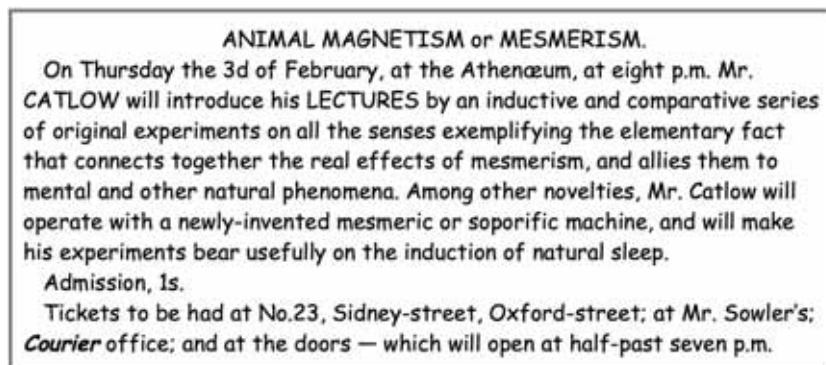 ANIMAL MAGNETISM or MESMERISM.
On Thursday the 3d of February, at the Athenæum, at eight p.m. Mr.
CATLOW will introduce his LECTURES by an inductive and comparative series
of original experiments on all the senses exemplifying the elementary fact
that connects together the real effects of mesmerism, and allies them to
mental and other natural phenomena. Among other novelties, Mr. Catlow will
operate with a newly-invented mesmeric or soporific machine, and will make
his experiments bear usefully on the induction of natural sleep.
Admission, 1s.
Tickets to be had at No.23, Sidney-street, Oxford-street; at Mr. Sowler's;
Courier office; and at the doors — which will open at half-past seven p.m.